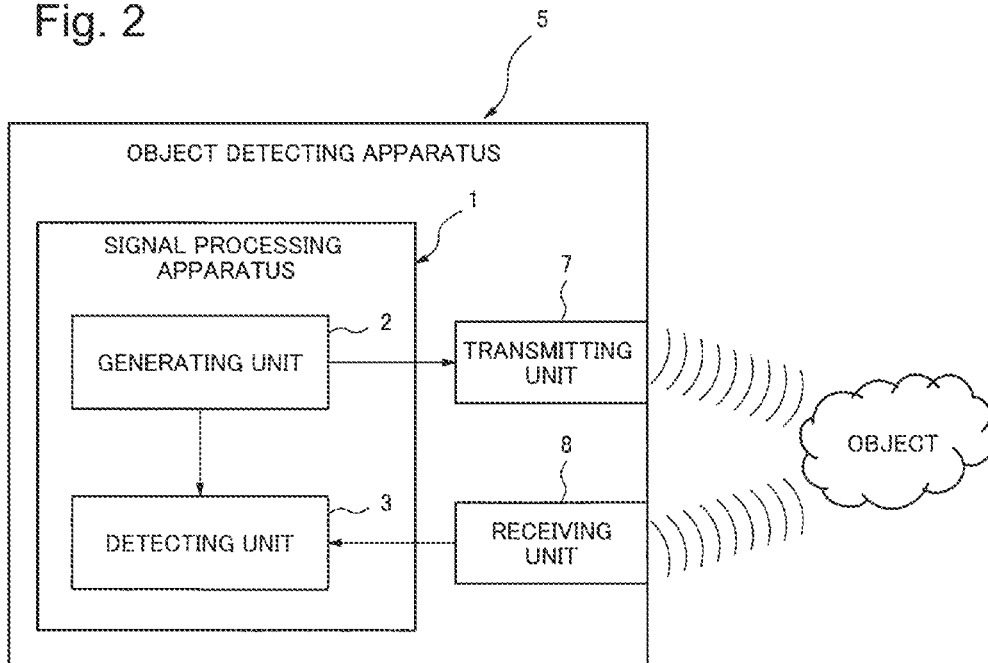 Fig. 2
5
OBJECT DETECTING APPARATUS
1
SIGNAL PROCESSING
APPARATUS
2
GENERATING UNIT
7
TRANSMITTING
UNIT
OBJECT
3
DETECTING UNIT
8
RECEIVING
UNIT